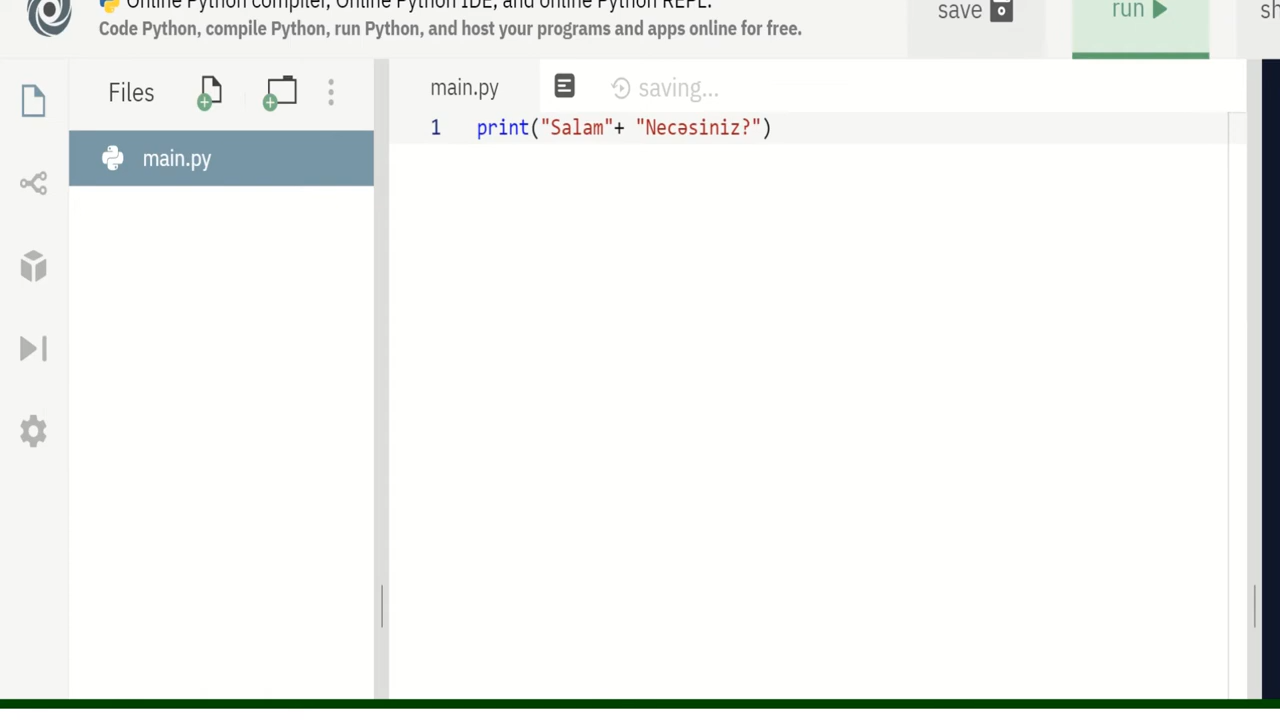 Online Python compiler, Online Python IDE, and online Python REPL.
Code Python, compile Python, run Python, and host your programs and apps online for free.
save
run
sh
Files
main.py
saving...
main.py
1 print("Salam"+ "Necəsiniz?")